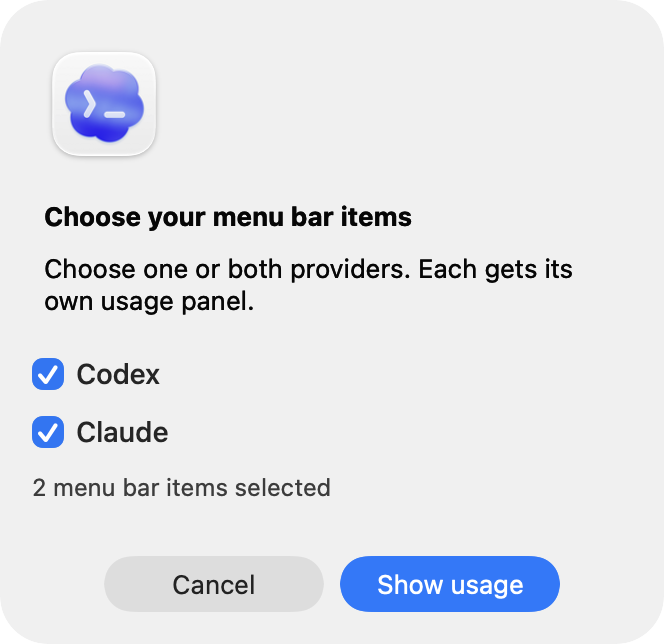 Choose your menu bar items
Choose one or both providers. Each gets its
own usage panel.
Codex
Claude
2 menu bar items selected
Cancel
Show usage